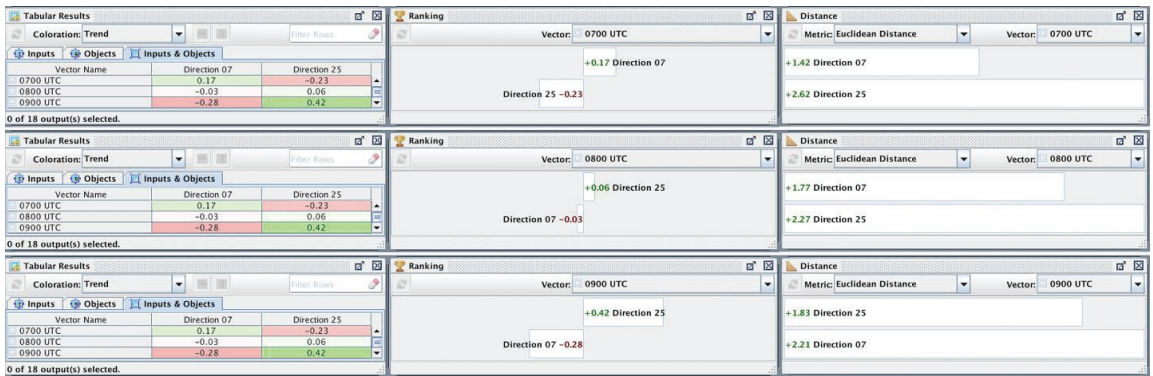 Tabular Results
Coloration: Trend
Filter Rows
Inputs Objects Inputs & Objects
Vector Name Direction 07 Direction 25
0700 UTC 0.17 −0.23
0800 UTC −0.03 0.06
0900 UTC −0.28 0.42
0 of 18 output(s) selected.
Ranking
Vector: 0700 UTC
+0.17 Direction 07
Direction 25 −0.23
Distance
Metric: Euclidean Distance Vector: 0700 UTC
+1.42 Direction 07
+2.62 Direction 25
Tabular Results
Coloration: Trend
Filter Rows
Inputs Objects Inputs & Objects
Vector Name Direction 07 Direction 25
0700 UTC 0.17 −0.23
0800 UTC −0.03 0.06
0900 UTC −0.28 0.42
0 of 18 output(s) selected.
Ranking
Vector: 0800 UTC
+0.06 Direction 25
Direction 07 −0.03
Distance
Metric: Euclidean Distance Vector: 0800 UTC
+1.77 Direction 07
+2.27 Direction 25
Tabular Results
Coloration: Trend
Filter Rows
Inputs Objects Inputs & Objects
Vector Name Direction 07 Direction 25
0700 UTC 0.17 −0.23
0800 UTC −0.03 0.06
0900 UTC −0.28 0.42
0 of 18 output(s) selected.
Ranking
Vector: 0900 UTC
+0.42 Direction 25
Direction 07 −0.28
Distance
Metric: Euclidean Distance Vector: 0900 UTC
+1.83 Direction 25
+2.21 Direction 07